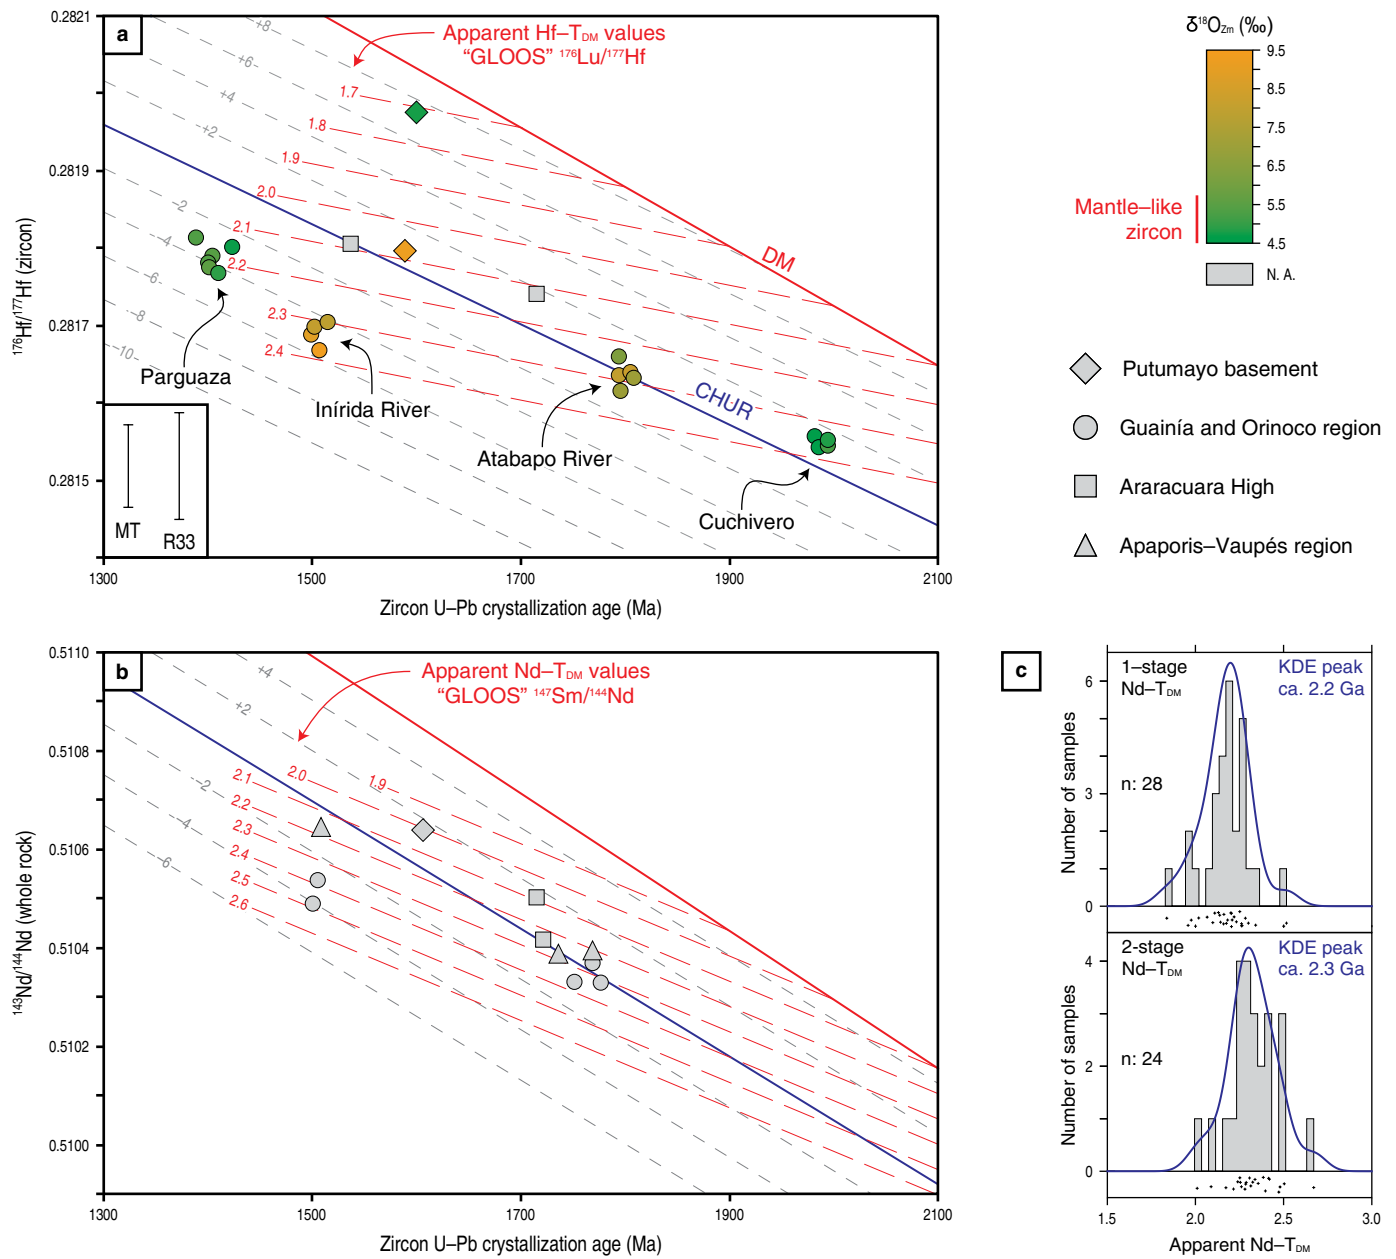 a
Apparent Hf–TDM values
“GLOOS” ¹⁷⁶Lu/¹⁷⁷Hf
0.2821
0.2819
0.2817
0.2815
¹⁷⁶Hf/¹⁷⁷Hf (zircon)
+8
+6
+4
+2
–2
–4
–6
–8
–10
1.7
1.8
1.9
2.0
2.1
2.2
2.3
2.4
DM
CHUR
Parguaza
Inírida River
Atabapo River
Cuchivero
MT
R33
1300
1500
1700
1900
2100
Zircon U–Pb crystallization age (Ma)
δ¹⁸OZrn (‰)
9.5
8.5
7.5
6.5
5.5
4.5
Mantle–like
zircon
N. A.
Putumayo basement
Guainía and Orinoco region
Araracuara High
Apaporis–Vaupés region
b
Apparent Nd–TDM values
“GLOOS” ¹⁴⁷Sm/¹⁴⁴Nd
0.5110
0.5108
0.5106
0.5104
0.5102
0.5100
¹⁴³Nd/¹⁴⁴Nd (whole rock)
+4
+2
–2
–4
–6
1.9
2.0
2.1
2.2
2.3
2.4
2.5
2.6
1300
1500
1700
1900
2100
Zircon U–Pb crystallization age (Ma)
c
1–stage
Nd–TDM
KDE peak
ca. 2.2 Ga
n: 28
6
3
0
Number of samples
2-stage
Nd–TDM
KDE peak
ca. 2.3 Ga
n: 24
4
2
0
Number of samples
1.5
2.0
2.5
3.0
Apparent Nd–TDM